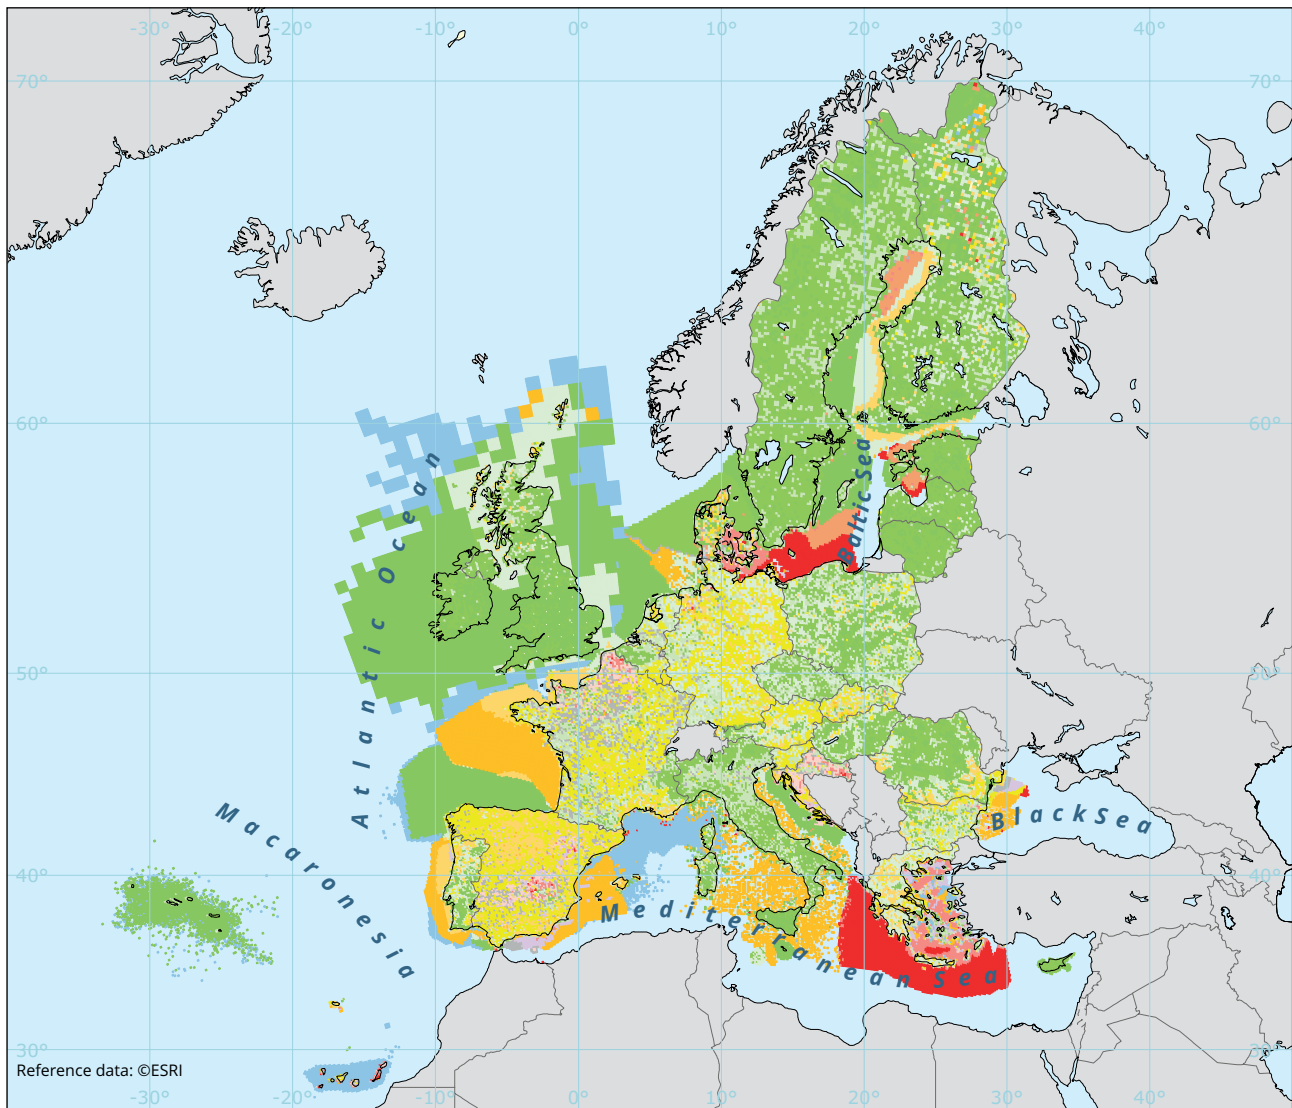 -30° -20° -10° 0° 10° 20° 30° 40°
70° 70°
60° 60°
Baltic Sea
Atlantic Ocean
50° 50°
Macaronesia
Black Sea
40° 40°
Mediterranean Sea
30° 30°
Reference data: ©ESRI
-30° -20° -10° 0° 10° 20° 30° 40°